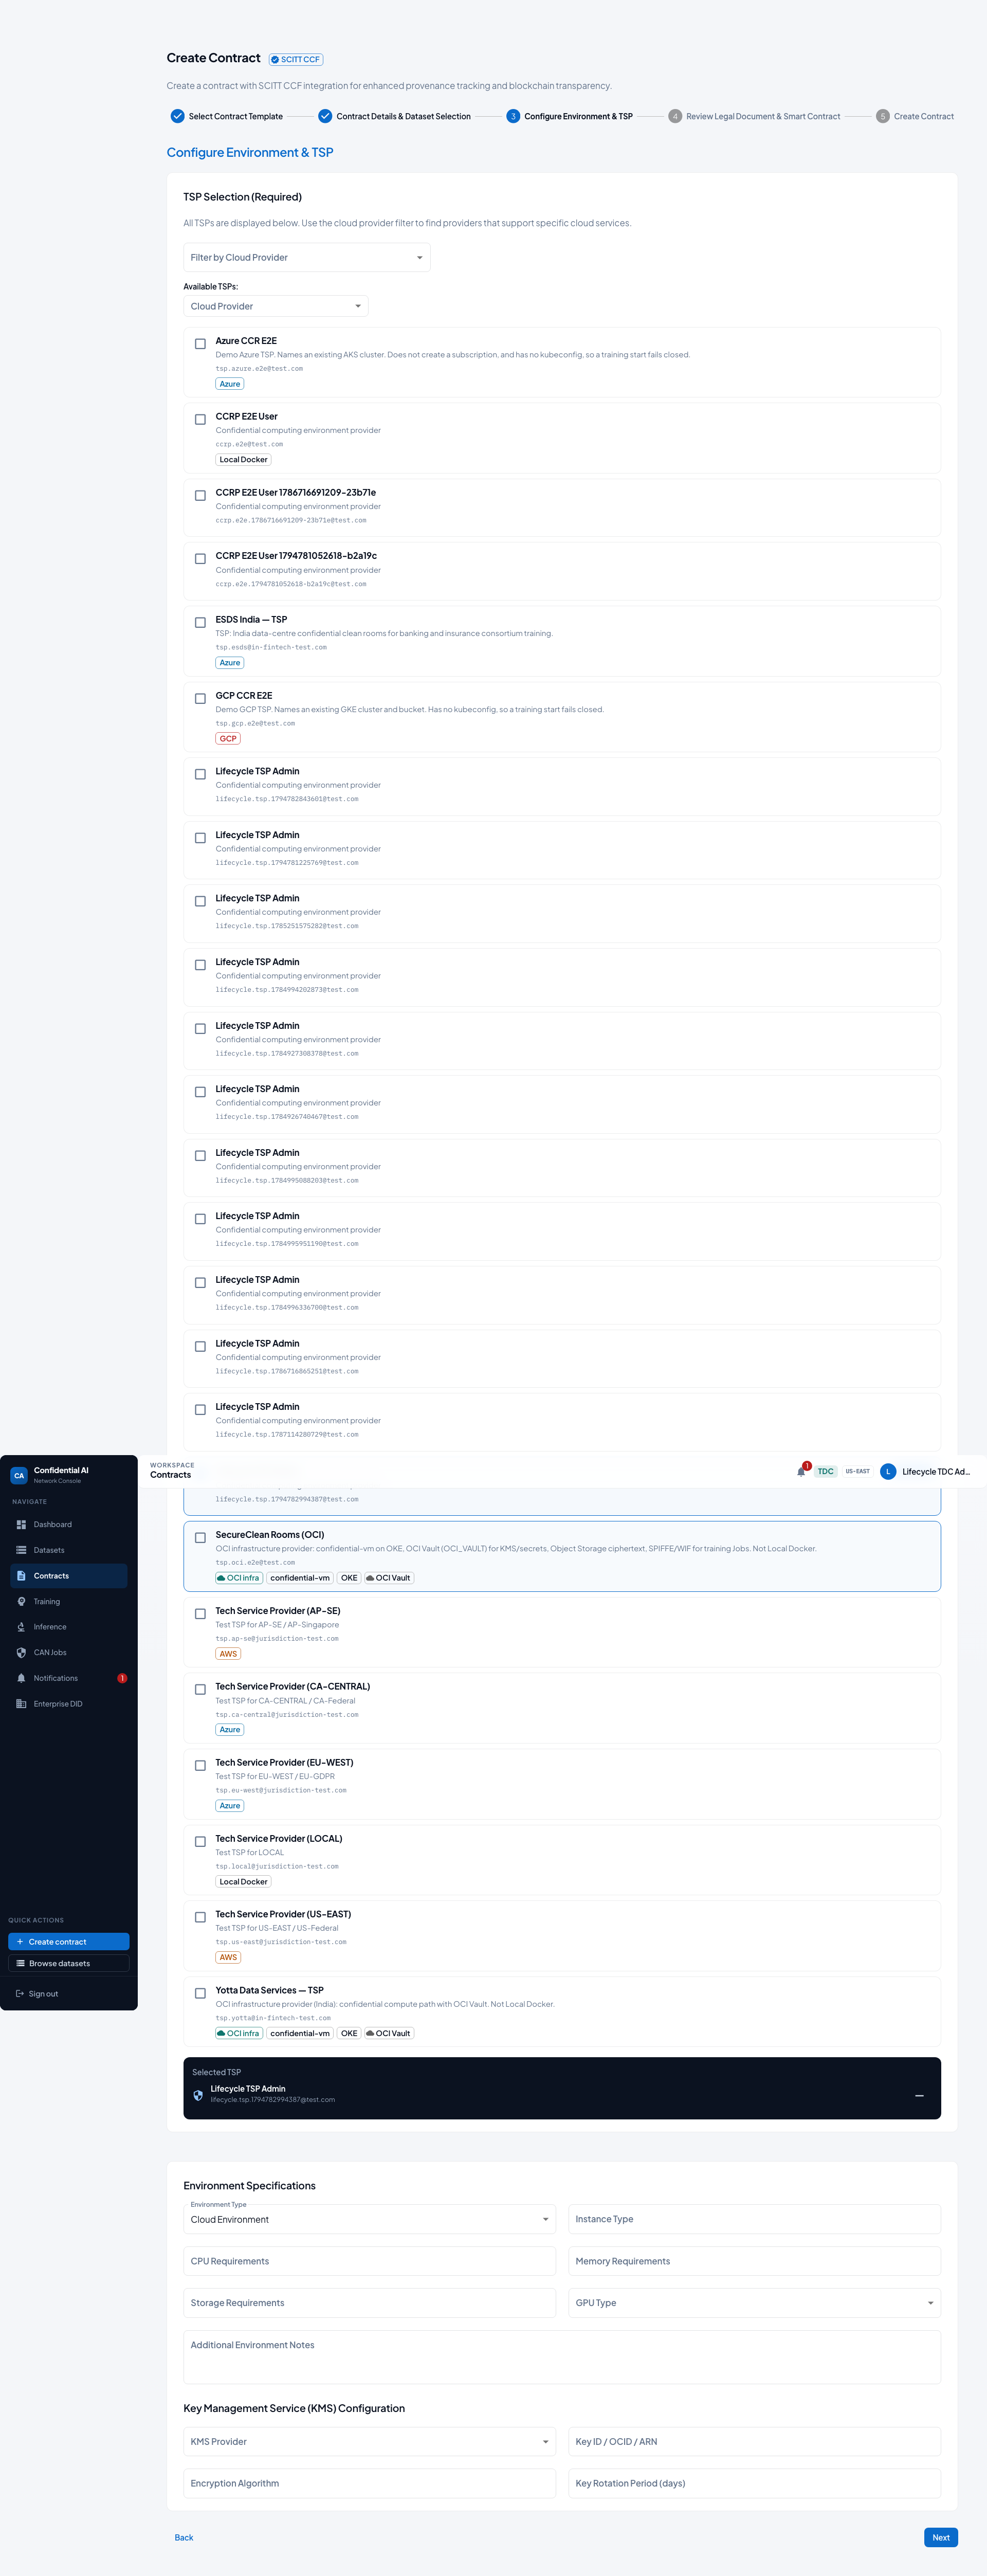 Create Contract
SCITT CCF
Create a contract with SCITT CCF integration for enhanced provenance tracking and blockchain transparency.
Select Contract Template
Contract Details & Dataset Selection
3 Configure Environment & TSP
4 Review Legal Document & Smart Contract
5 Create Contract
Configure Environment & TSP
TSP Selection (Required)
All TSPs are displayed below. Use the cloud provider filter to find providers that support specific cloud services.
Filter by Cloud Provider
Available TSPs:
Cloud Provider
Azure CCR E2E
Demo Azure TSP. Names an existing AKS cluster. Does not create a subscription, and has no kubeconfig, so a training start fails closed.
tsp.azure.e2e@test.com
Azure
CCRP E2E User
Confidential computing environment provider
ccrp.e2e@test.com
Local Docker
CCRP E2E User 1786716691209-23b71e
Confidential computing environment provider
ccrp.e2e.1786716691209-23b71e@test.com
CCRP E2E User 1794781052618-b2a19c
Confidential computing environment provider
ccrp.e2e.1794781052618-b2a19c@test.com
ESDS India — TSP
TSP: India data-centre confidential clean rooms for banking and insurance consortium training.
tsp.esds@in-fintech-test.com
Azure
GCP CCR E2E
Demo GCP TSP. Names an existing GKE cluster and bucket. Has no kubeconfig, so a training start fails closed.
tsp.gcp.e2e@test.com
GCP
Lifecycle TSP Admin
Confidential computing environment provider
lifecycle.tsp.1794782843601@test.com
Lifecycle TSP Admin
Confidential computing environment provider
lifecycle.tsp.1794781225769@test.com
Lifecycle TSP Admin
Confidential computing environment provider
lifecycle.tsp.1785251575282@test.com
Lifecycle TSP Admin
Confidential computing environment provider
lifecycle.tsp.1784994202873@test.com
Lifecycle TSP Admin
Confidential computing environment provider
lifecycle.tsp.1784927308378@test.com
Lifecycle TSP Admin
Confidential computing environment provider
lifecycle.tsp.1784926740467@test.com
Lifecycle TSP Admin
Confidential computing environment provider
lifecycle.tsp.1784995088203@test.com
Lifecycle TSP Admin
Confidential computing environment provider
lifecycle.tsp.1784995951190@test.com
Lifecycle TSP Admin
Confidential computing environment provider
lifecycle.tsp.1784996336700@test.com
Lifecycle TSP Admin
Confidential computing environment provider
lifecycle.tsp.1786716865251@test.com
Lifecycle TSP Admin
Confidential computing environment provider
lifecycle.tsp.1787114280729@test.com
CA
Confidential AI
Network Console
NAVIGATE
Dashboard
Datasets
Contracts
Training
Inference
CAN Jobs
Notifications 1
Enterprise DID
QUICK ACTIONS
Create contract
Browse datasets
Sign out
WORKSPACE
Contracts
1
TDC
US-EAST
L
Lifecycle TDC Ad...
lifecycle.tsp.1794782994387@test.com
SecureClean Rooms (OCI)
OCI infrastructure provider: confidential-vm on OKE, OCI Vault (OCI_VAULT) for KMS/secrets, Object Storage ciphertext, SPIFFE/WIF for training Jobs. Not Local Docker.
tsp.oci.e2e@test.com
OCI infra
confidential-vm
OKE
OCI Vault
Tech Service Provider (AP-SE)
Test TSP for AP-SE / AP-Singapore
tsp.ap-se@jurisdiction-test.com
AWS
Tech Service Provider (CA-CENTRAL)
Test TSP for CA-CENTRAL / CA-Federal
tsp.ca-central@jurisdiction-test.com
Azure
Tech Service Provider (EU-WEST)
Test TSP for EU-WEST / EU-GDPR
tsp.eu-west@jurisdiction-test.com
Azure
Tech Service Provider (LOCAL)
Test TSP for LOCAL
tsp.local@jurisdiction-test.com
Local Docker
Tech Service Provider (US-EAST)
Test TSP for US-EAST / US-Federal
tsp.us-east@jurisdiction-test.com
AWS
Yotta Data Services — TSP
OCI infrastructure provider (India): confidential compute path with OCI Vault. Not Local Docker.
tsp.yotta@in-fintech-test.com
OCI infra
confidential-vm
OKE
OCI Vault
Selected TSP
Lifecycle TSP Admin
lifecycle.tsp.1794782994387@test.com
—
Environment Specifications
Environment Type
Cloud Environment
Instance Type
CPU Requirements
Memory Requirements
Storage Requirements
GPU Type
Additional Environment Notes
Key Management Service (KMS) Configuration
KMS Provider
Key ID / OCID / ARN
Encryption Algorithm
Key Rotation Period (days)
Back
Next